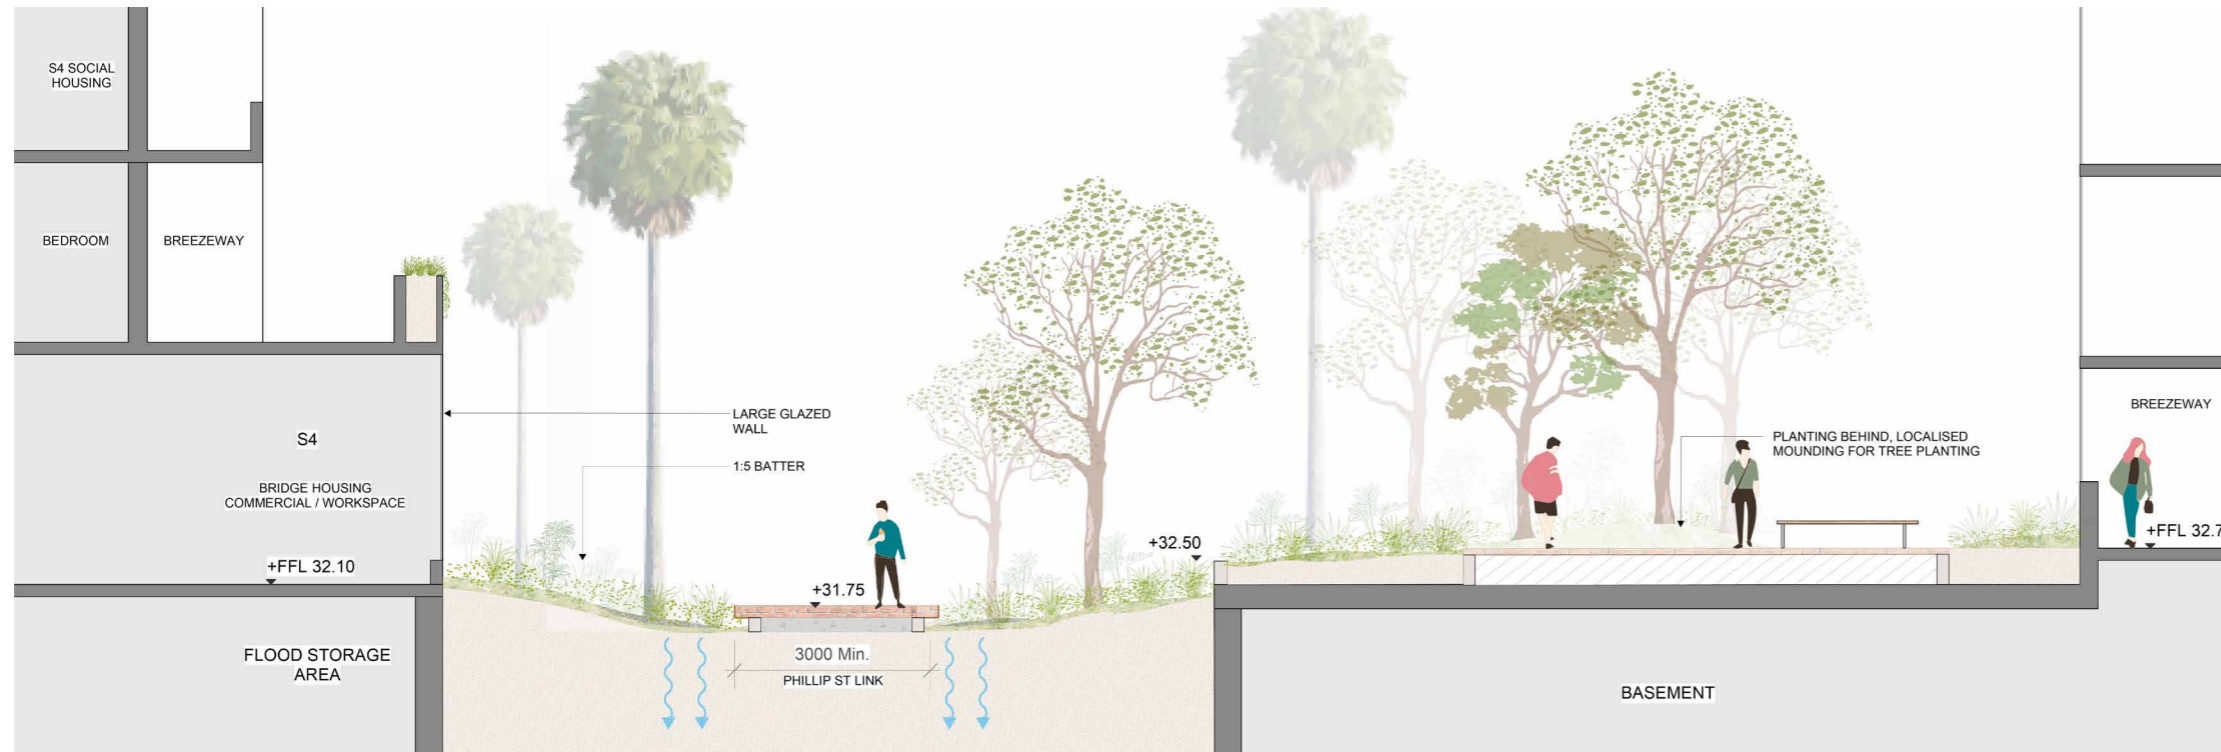 S4 SOCIAL
HOUSING
BEDROOM
BREEZEWAY
LARGE GLAZED
WALL
S4
1:5 BATTER
BRIDGE HOUSING
COMMERCIAL / WORKSPACE
+FFL 32.10
FLOOD STORAGE
AREA
+31.75
3000 Min.
PHILLIP ST LINK
+32.50
PLANTING BEHIND, LOCALISED
MOUNDING FOR TREE PLANTING
BREEZEWAY
+FFL 32.7
BASEMENT